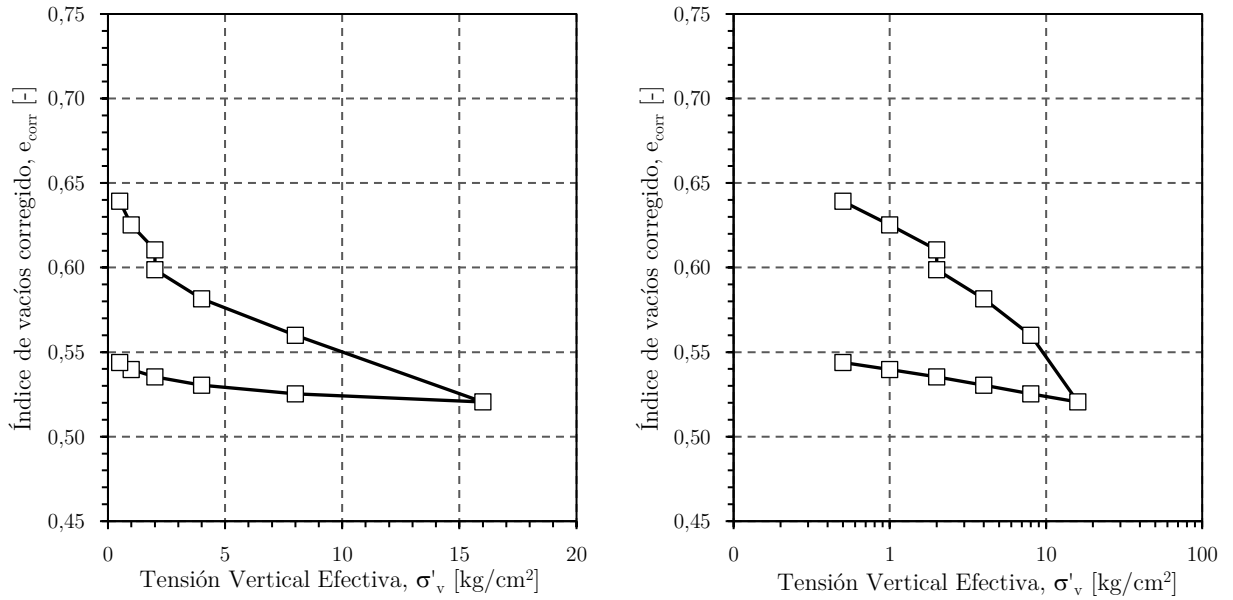 Índice de vacíos corregido, e_corr [-]
0,75
0,70
0,65
0,60
0,55
0,50
0,45
0 5 10 15 20
Tensión Vertical Efectiva, σ'_v [kg/cm²]
Índice de vacíos corregido, e_corr [-]
0,75
0,70
0,65
0,60
0,55
0,50
0,45
0 1 10 100
Tensión Vertical Efectiva, σ'_v [kg/cm²]